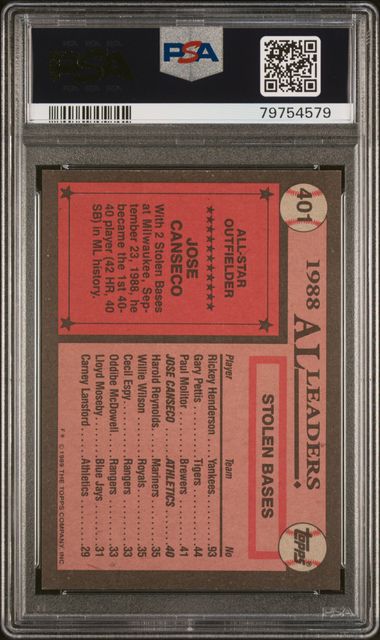 PSA
PSA
79754579
401
1988 AL LEADERS
Topps®
ALL-STAR
OUTFIELDER
★★★★★★★★★★★
JOSE
CANSECO
With 2 Stolen Bases
at Milwaukee, Sep-
tember 23, 1988, he
became the 1st 40-
40 player (42 HR, 40
SB) in ML history.
STOLEN BASES
Player Team No
Rickey Henderson...Yankees...93
Gary Pettis...Tigers...44
Paul Molitor...Brewers...41
JOSE CANSECO...ATHLETICS...40
Harold Reynolds...Mariners...35
Willie Wilson...Royals...35
Cecil Espy...Rangers...33
Oddibe McDowell...Rangers...33
Lloyd Moseby...Blue Jays...31
Carney Lansford...Athletics...29
© 1989 THE TOPPS COMPANY, INC.